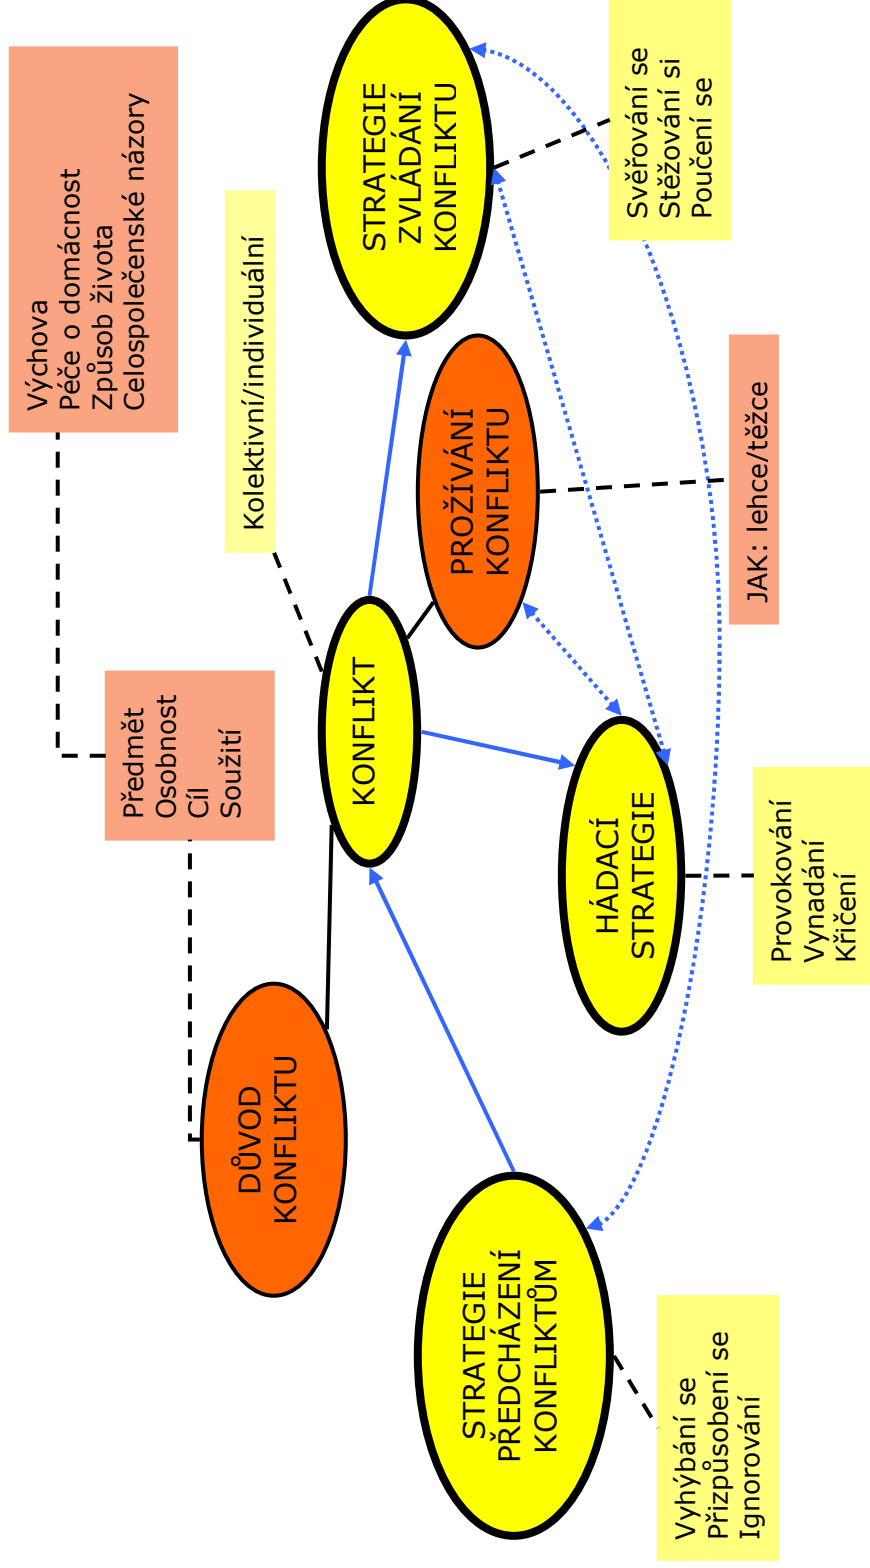 Výchova
Péče o domácnost
Způsob života
Celospolečenské názory
Předmět
Osobnost
Cíl
Soužití
Kolektivní/individuální
DŮVOD
KONFLIKTU
KONFLIKT
STRATEGIE
ZVLÁDÁNÍ
KONFLIKTU
PROŽÍVÁNÍ
KONFLIKTU
STRATEGIE
PŘEDCHÁZENÍ
KONFLIKTŮM
HÁDACÍ
STRATEGIE
Svěřování se
Stěžování si
Poučení se
JAK: lehce/těžce
Vyhýbání se
Přizpůsobení se
Ignorování
Provokování
Vynadání
Křičení